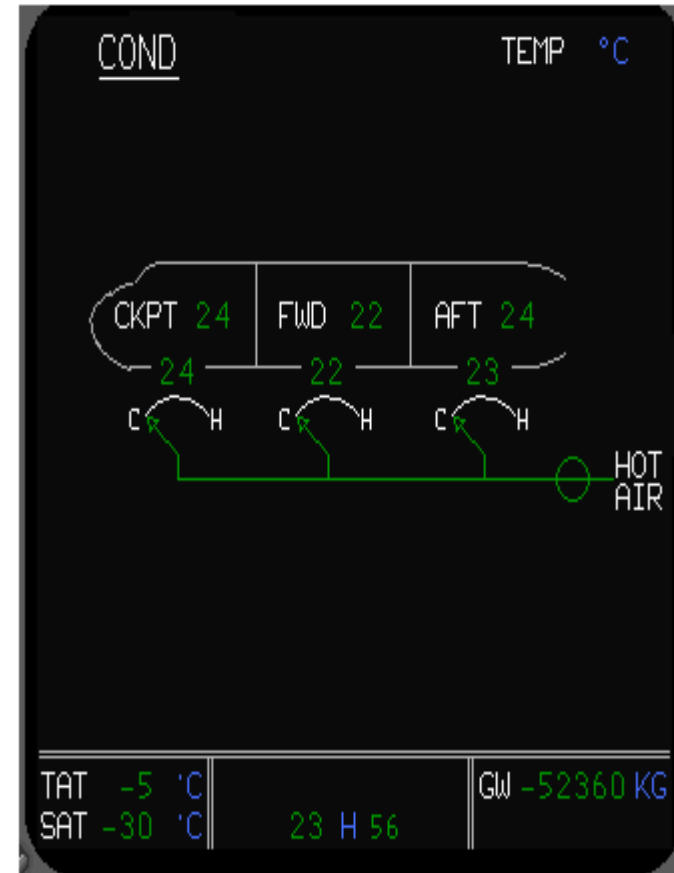 COND TEMP °C
CKPT 24 FWD 22 AFT 24
24 22 23
C H C H C H
HOT
AIR
TAT -5 °C GW -52360 KG
SAT -30 °C 23 H 56